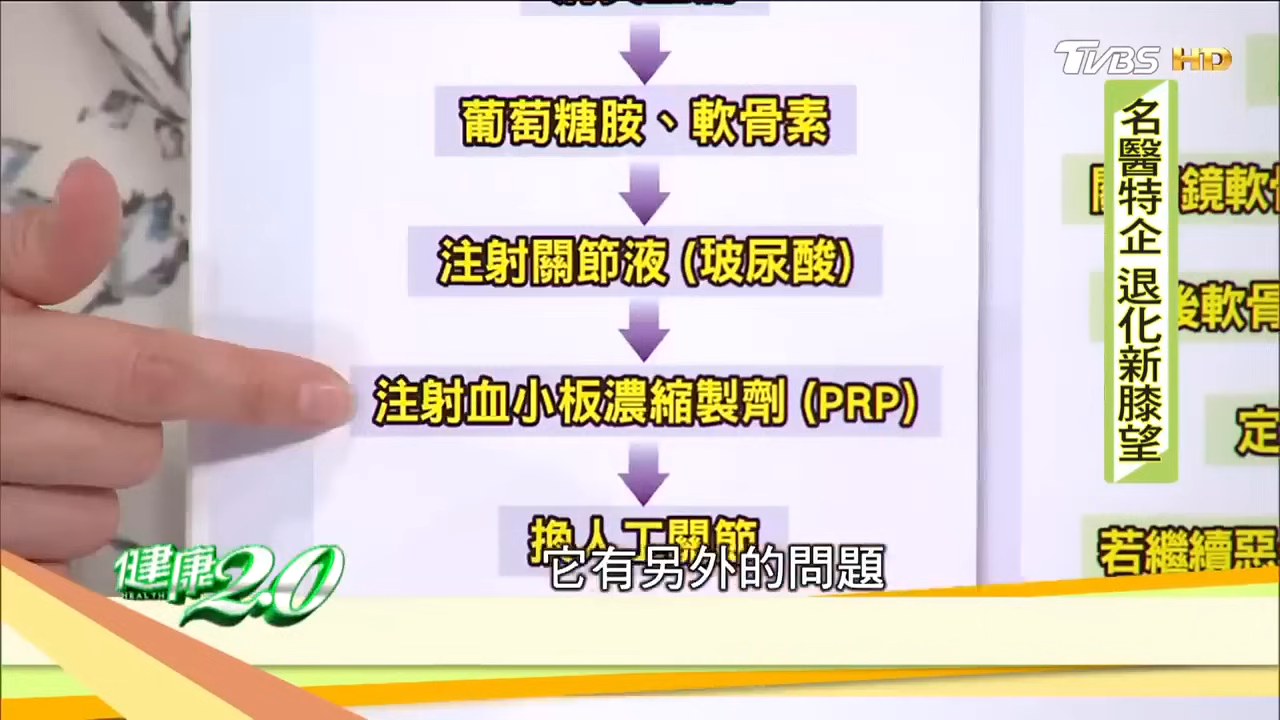 葡萄糖胺、軟骨素
注射關節液 (玻尿酸)
注射血小板濃縮製劑 (PRP)
換人工關節
它有另外的問題
TVBS HD
名醫特企 退化新膝望
鏡軟骨
後軟骨
定
若繼續惡
健康2.0
HEALTH